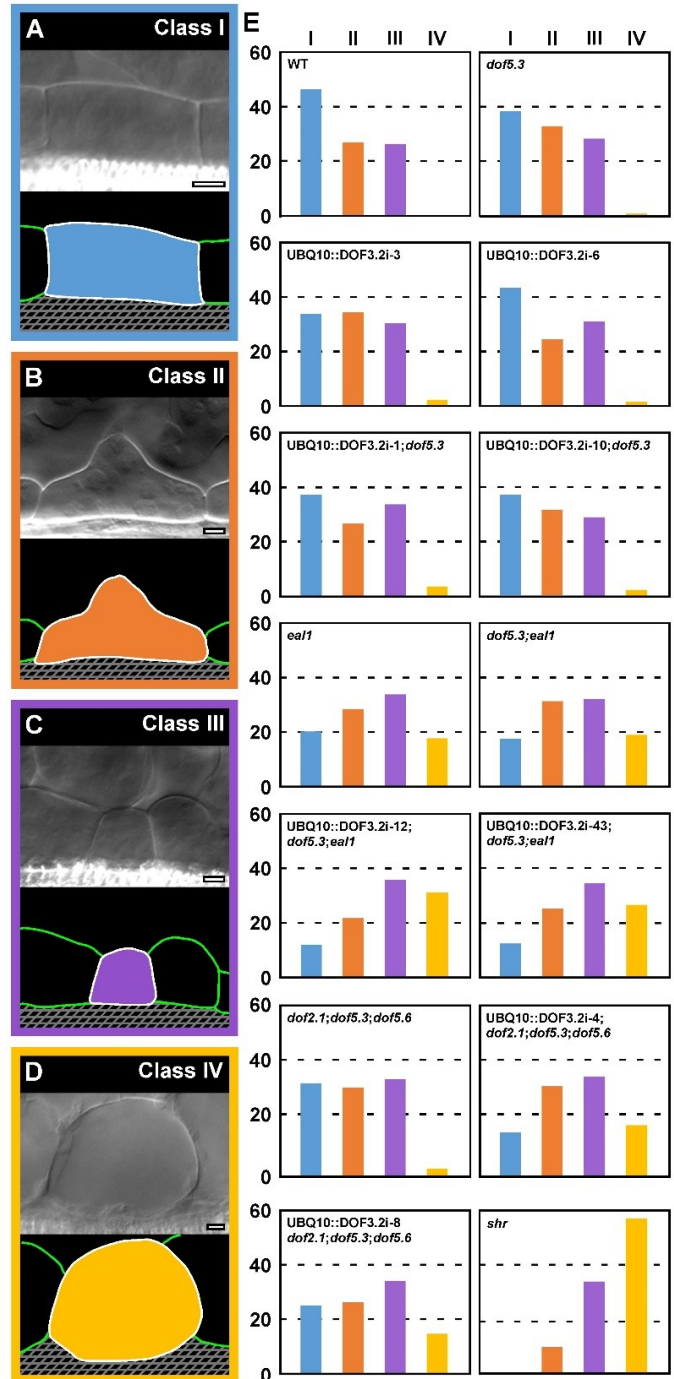 A Class I
B Class II
C Class III
D Class IV
E I II III IV I II III IV
60
40
20
0
WT
dof5.3
60
40
20
0
UBQ10::DOF3.2i-3
UBQ10::DOF3.2i-6
60
40
20
0
UBQ10::DOF3.2i-1;dof5.3
UBQ10::DOF3.2i-10;dof5.3
60
40
20
0
eal1
dof5.3;eal1
60
40
20
0
UBQ10::DOF3.2i-12;
dof5.3;eal1
UBQ10::DOF3.2i-43;
dof5.3;eal1
60
40
20
0
dof2.1;dof5.3;dof5.6
UBQ10::DOF3.2i-4;
dof2.1;dof5.3;dof5.6
60
40
20
0
UBQ10::DOF3.2i-8
dof2.1;dof5.3;dof5.6
shr